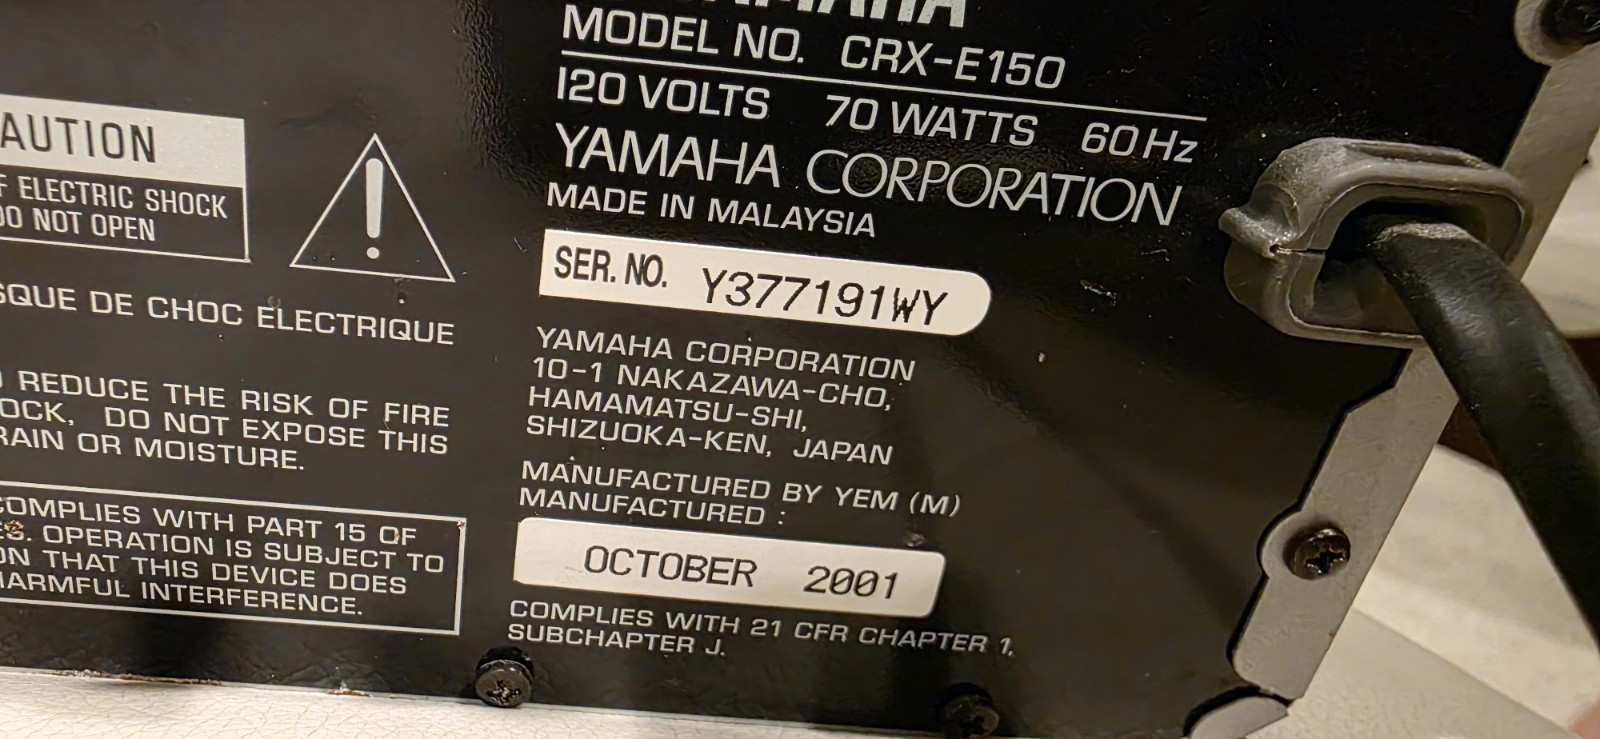 YAMAHA
MODEL NO. CRX-E150
120 VOLTS 70 WATTS 60 Hz
YAMAHA CORPORATION
MADE IN MALAYSIA
SER. NO. Y377191WY
YAMAHA CORPORATION
10-1 NAKAZAWA-CHO,
HAMAMATSU-SHI,
SHIZUOKA-KEN, JAPAN
MANUFACTURED BY YEM (M)
MANUFACTURED :
OCTOBER 2001
COMPLIES WITH 21 CFR CHAPTER 1,
SUBCHAPTER J.
AUTION
F ELECTRIC SHOCK
DO NOT OPEN
SQUE DE CHOC ELECTRIQUE
REDUCE THE RISK OF FIRE
OCK, DO NOT EXPOSE THIS
RAIN OR MOISTURE.
COMPLIES WITH PART 15 OF
S. OPERATION IS SUBJECT TO
ON THAT THIS DEVICE DOES
HARMFUL INTERFERENCE.